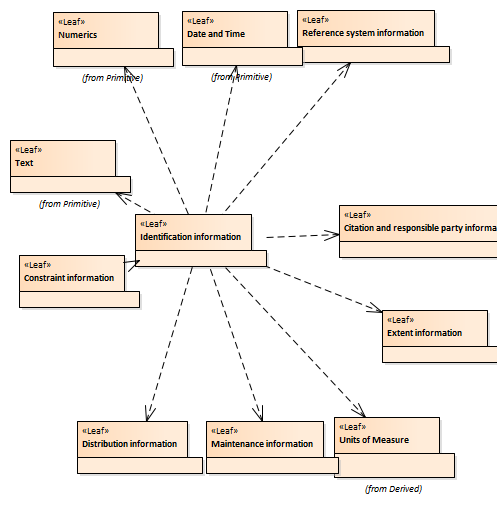 «Leaf»
Numerics
(from Primitive)
«Leaf»
Date and Time
(from Primitive)
«Leaf»
Reference system information
«Leaf»
Text
(from Primitive)
«Leaf»
Identification information
«Leaf»
Citation and responsible party informa
«Leaf»
Constraint information
«Leaf»
Extent information
«Leaf»
Distribution information
«Leaf»
Maintenance information
«Leaf»
Units of Measure
(from Derived)